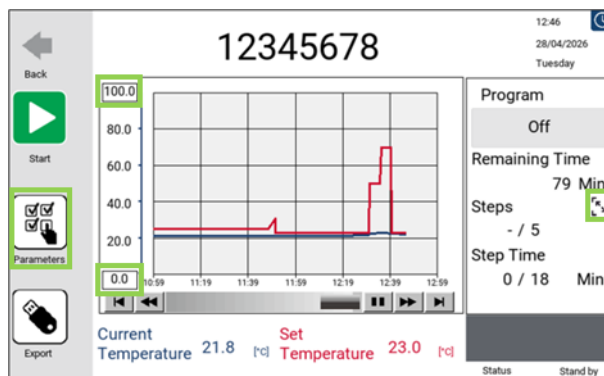 12:46
28/04/2026
Tuesday
12345678
Back
Start
Parameters
Export
100.0
80.0
60.0
40.0
20.0
0.0
10:59 11:19 11:39 11:59 12:19 12:39 12:59
Current Temperature 21.8 [°C]
Set Temperature 23.0 [°C]
Program
Off
Remaining Time
79 Min
Steps
- / 5
Step Time
0 / 18 Min
Status Stand by